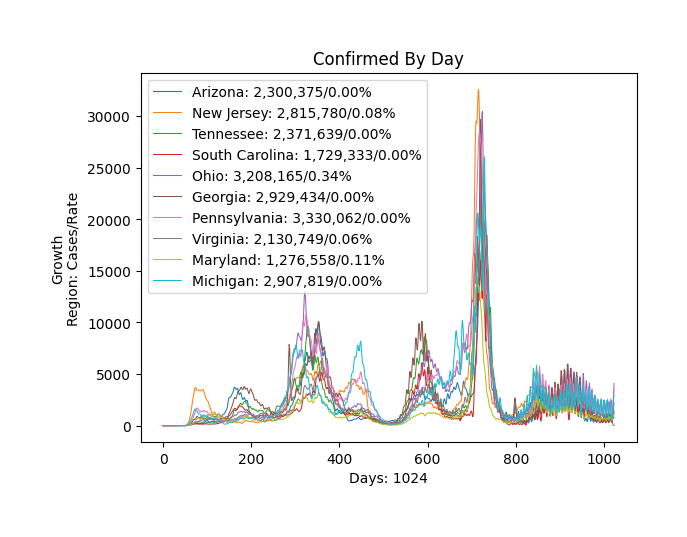 Confirmed By Day
Growth
Region: Cases/Rate
30000
25000
20000
15000
10000
5000
0
Arizona: 2,300,375/0.00%
New Jersey: 2,815,780/0.08%
Tennessee: 2,371,639/0.00%
South Carolina: 1,729,333/0.00%
Ohio: 3,208,165/0.34%
Georgia: 2,929,434/0.00%
Pennsylvania: 3,330,062/0.00%
Virginia: 2,130,749/0.06%
Maryland: 1,276,558/0.11%
Michigan: 2,907,819/0.00%
0 200 400 600 800 1000
Days: 1024